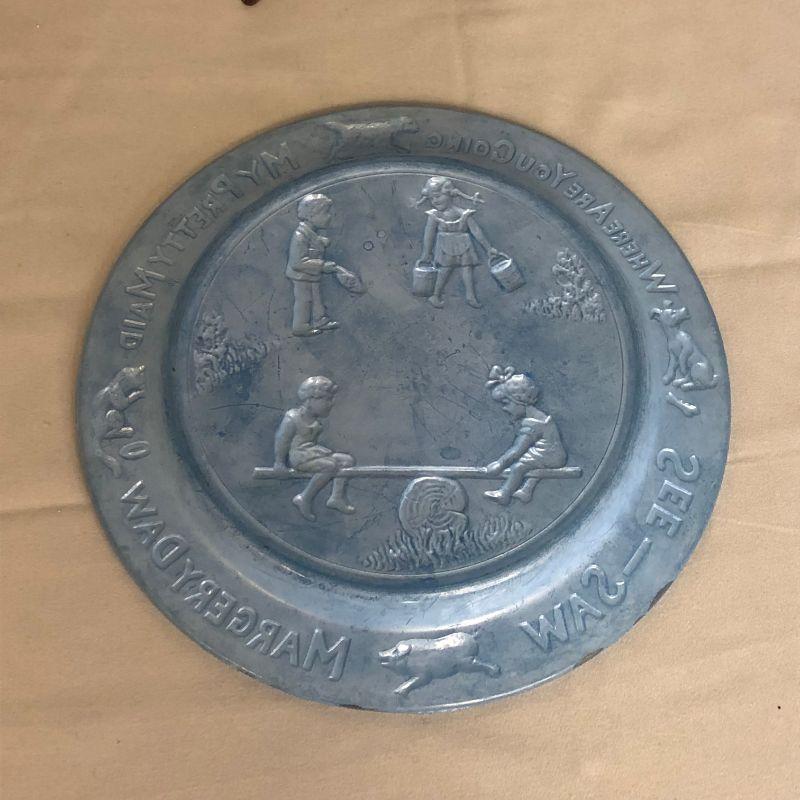 WHERE ARE YOU GOING
MY PRETTY MAID
SEE—SAW
MARGERY DAW